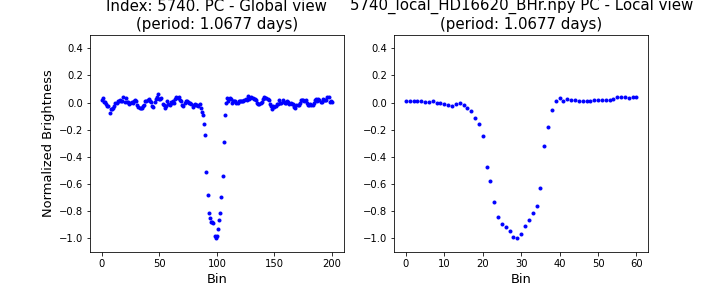 Index: 5740. PC - Global view
(period: 1.0677 days)
5740_local_HD16620_BHr.npy PC - Local view
(period: 1.0677 days)
Normalized Brightness
0.4
0.2
0.0
−0.2
−0.4
−0.6
−0.8
−1.0
0 50 100 150 200
Bin
0.4
0.2
0.0
−0.2
−0.4
−0.6
−0.8
−1.0
0 10 20 30 40 50 60
Bin